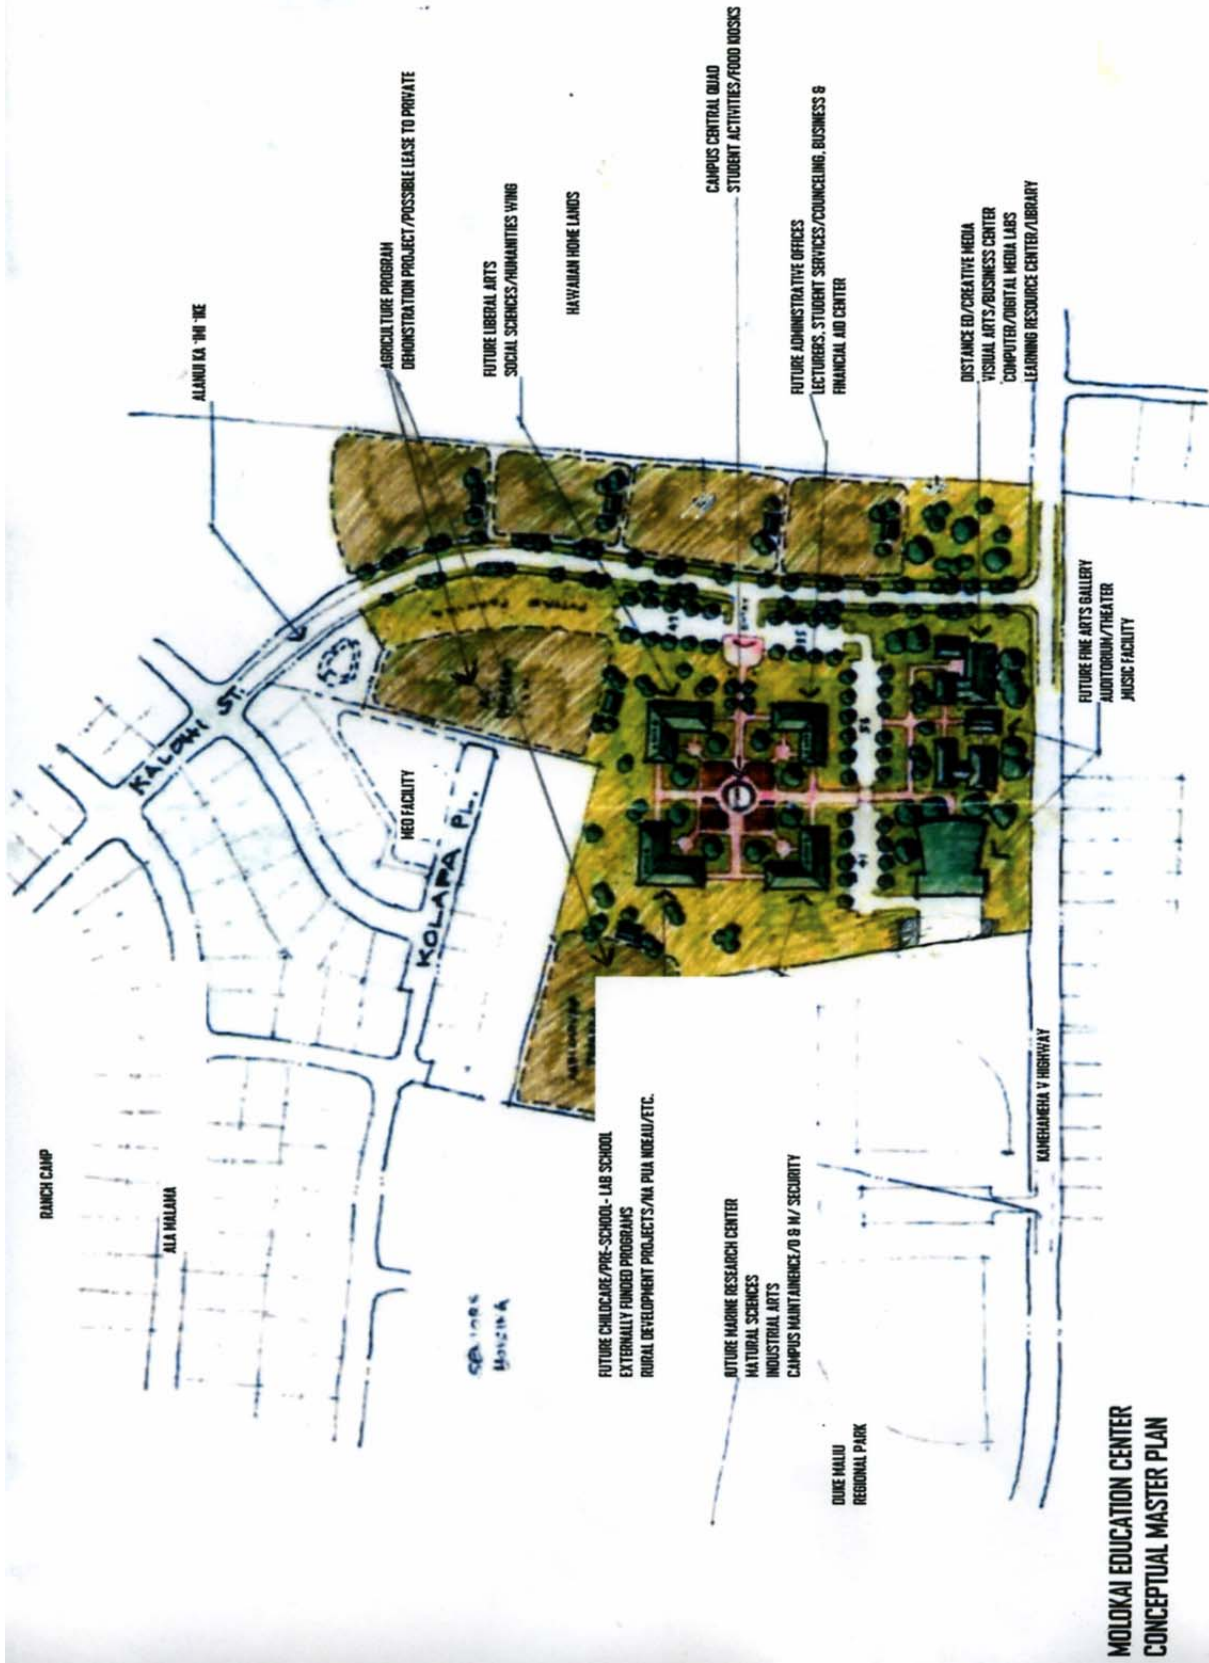 RANCH CAMP
ALA MALAMA
SENIORS
HOUSING
KALOHI ST.
KOLAPA PL.
MEO FACILITY
ALANUI KA 'IMI 'IKE
AGRICULTURE PROGRAM
DEMONSTRATION PROJECT/POSSIBLE LEASE TO PRIVATE
FUTURE LIBERAL ARTS
SOCIAL SCIENCES/HUMANITIES WING
HAWAIIAN HOME LANDS
CAMPUS CENTRAL QUAD
STUDENT ACTIVITIES/FOOD KIOSKS
FUTURE ADMINISTRATIVE OFFICES
LECTURERS, STUDENT SERVICES/COUNCELING, BUSINESS &
FINANCIAL AID CENTER
DISTANCE ED/CREATIVE MEDIA
VISUAL ARTS/BUSINESS CENTER
COMPUTER/DIGITAL MEDIA LABS
LEARNING RESOURCE CENTER/LIBRARY
FUTURE FINE ARTS GALLERY
AUDITORIUM/THEATER
MUSIC FACILITY
FUTURE CHILDCARE/PRE-SCHOOL- LAB SCHOOL
EXTERNALLY FUNDED PROGRAMS
RURAL DEVELOPMENT PROJECTS/NA PUA NOEAU/ETC.
FUTURE MARINE RESEARCH CENTER
NATURAL SCIENCES
INDUSTRIAL ARTS
CAMPUS MAINTAINENCE/O & M/ SECURITY
DUKE MALIU
REGIONAL PARK
KAMEHAMEHA V HIGHWAY
MOLOKAI EDUCATION CENTER
CONCEPTUAL MASTER PLAN